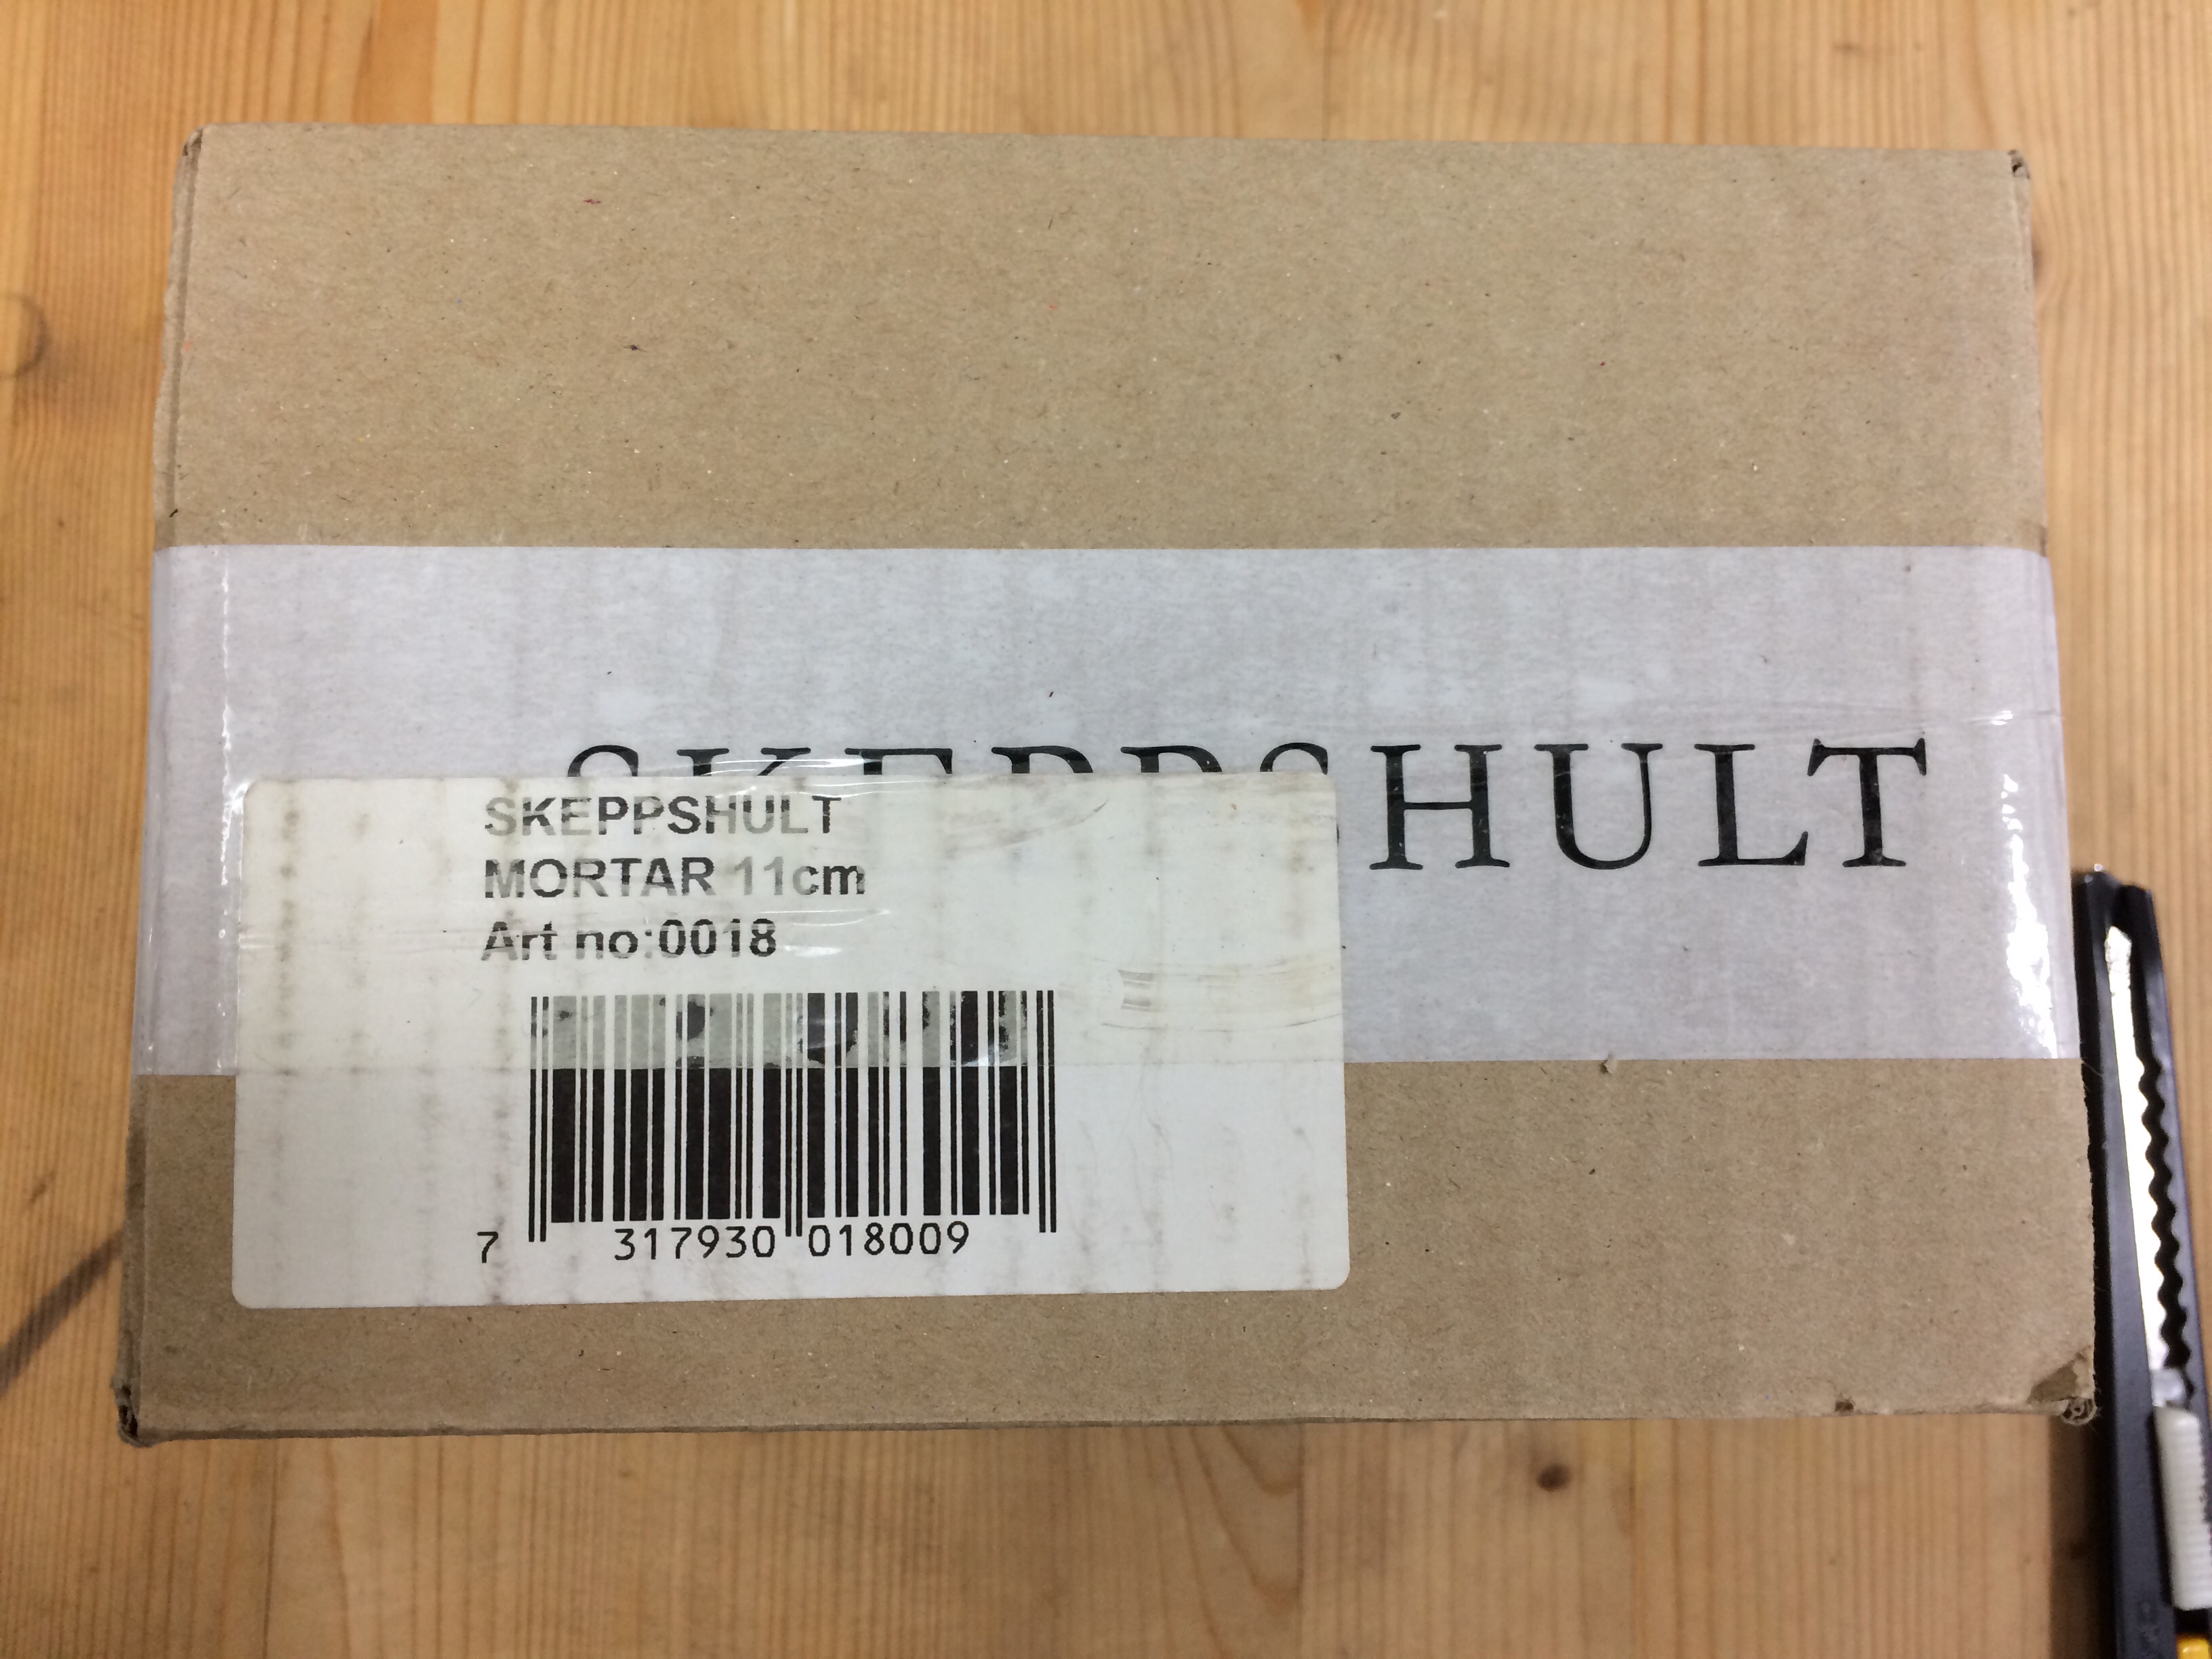 SKEPPSHULT
SKEPPSHULT
MORTAR 11cm
Art no:0018
7 317930 018009